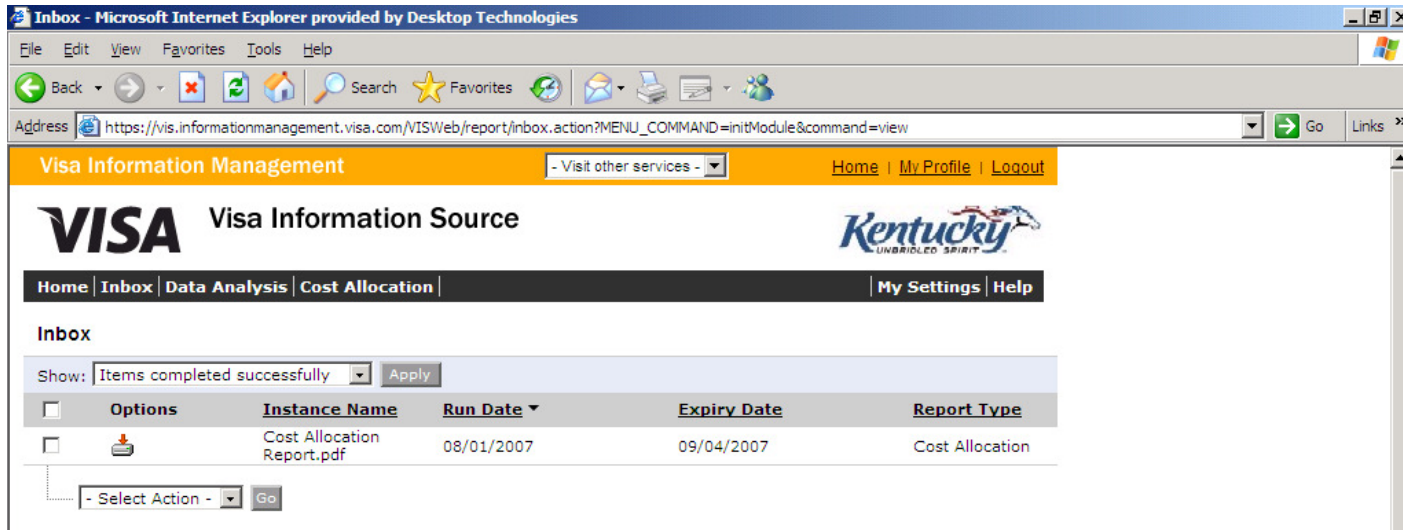 Inbox - Microsoft Internet Explorer provided by Desktop Technologies
File Edit View Favorites Tools Help
Back Search Favorites
Address https://vis.informationmanagement.visa.com/VISWeb/report/inbox.action?MENU_COMMAND=initModule&command=view Go Links »
Visa Information Management - Visit other services - Home | My Profile | Logout
VISA Visa Information Source Kentucky
UNBRIDLED SPIRIT
Home | Inbox | Data Analysis | Cost Allocation | | My Settings | Help
Inbox
Show: Items completed successfully Apply
Options Instance Name Run Date Expiry Date Report Type
Cost Allocation
Report.pdf 08/01/2007 09/04/2007 Cost Allocation
- Select Action - Go